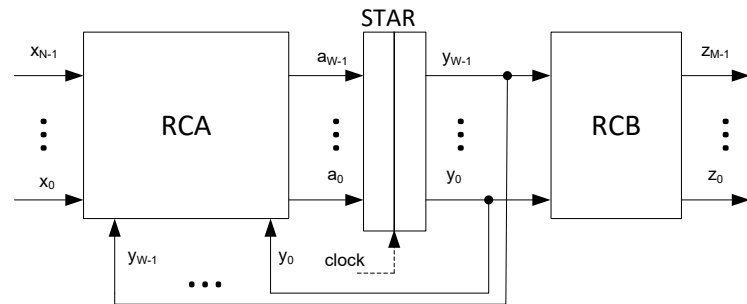 STAR
x_{N-1} a_{W-1} y_{W-1} z_{M-1}
RCA RCB
x_0 a_0 y_0 z_0
y_{W-1} y_0 clock